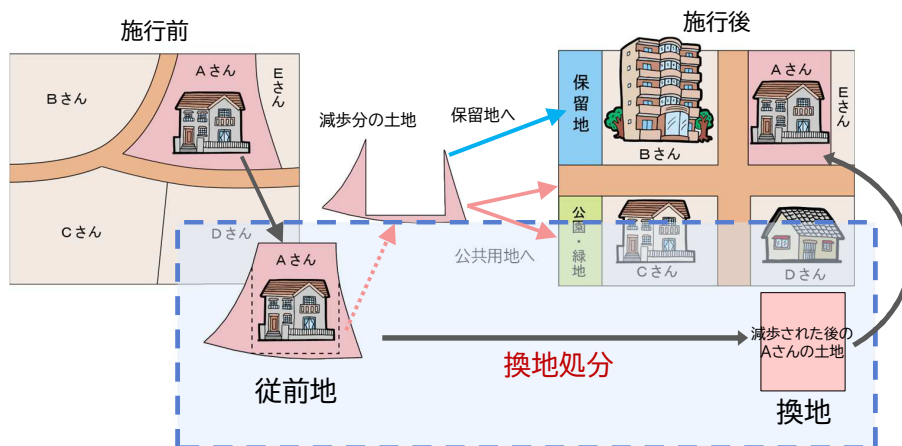 施行前
施行後
Aさん
Bさん
Eさん
Cさん
Dさん
減歩分の土地
保留地へ
公共用地へ
保留地
Bさん
Aさん
Eさん
公園・緑地
Cさん
Dさん
Aさん
従前地
換地処分
減歩された後の
Aさんの土地
換地